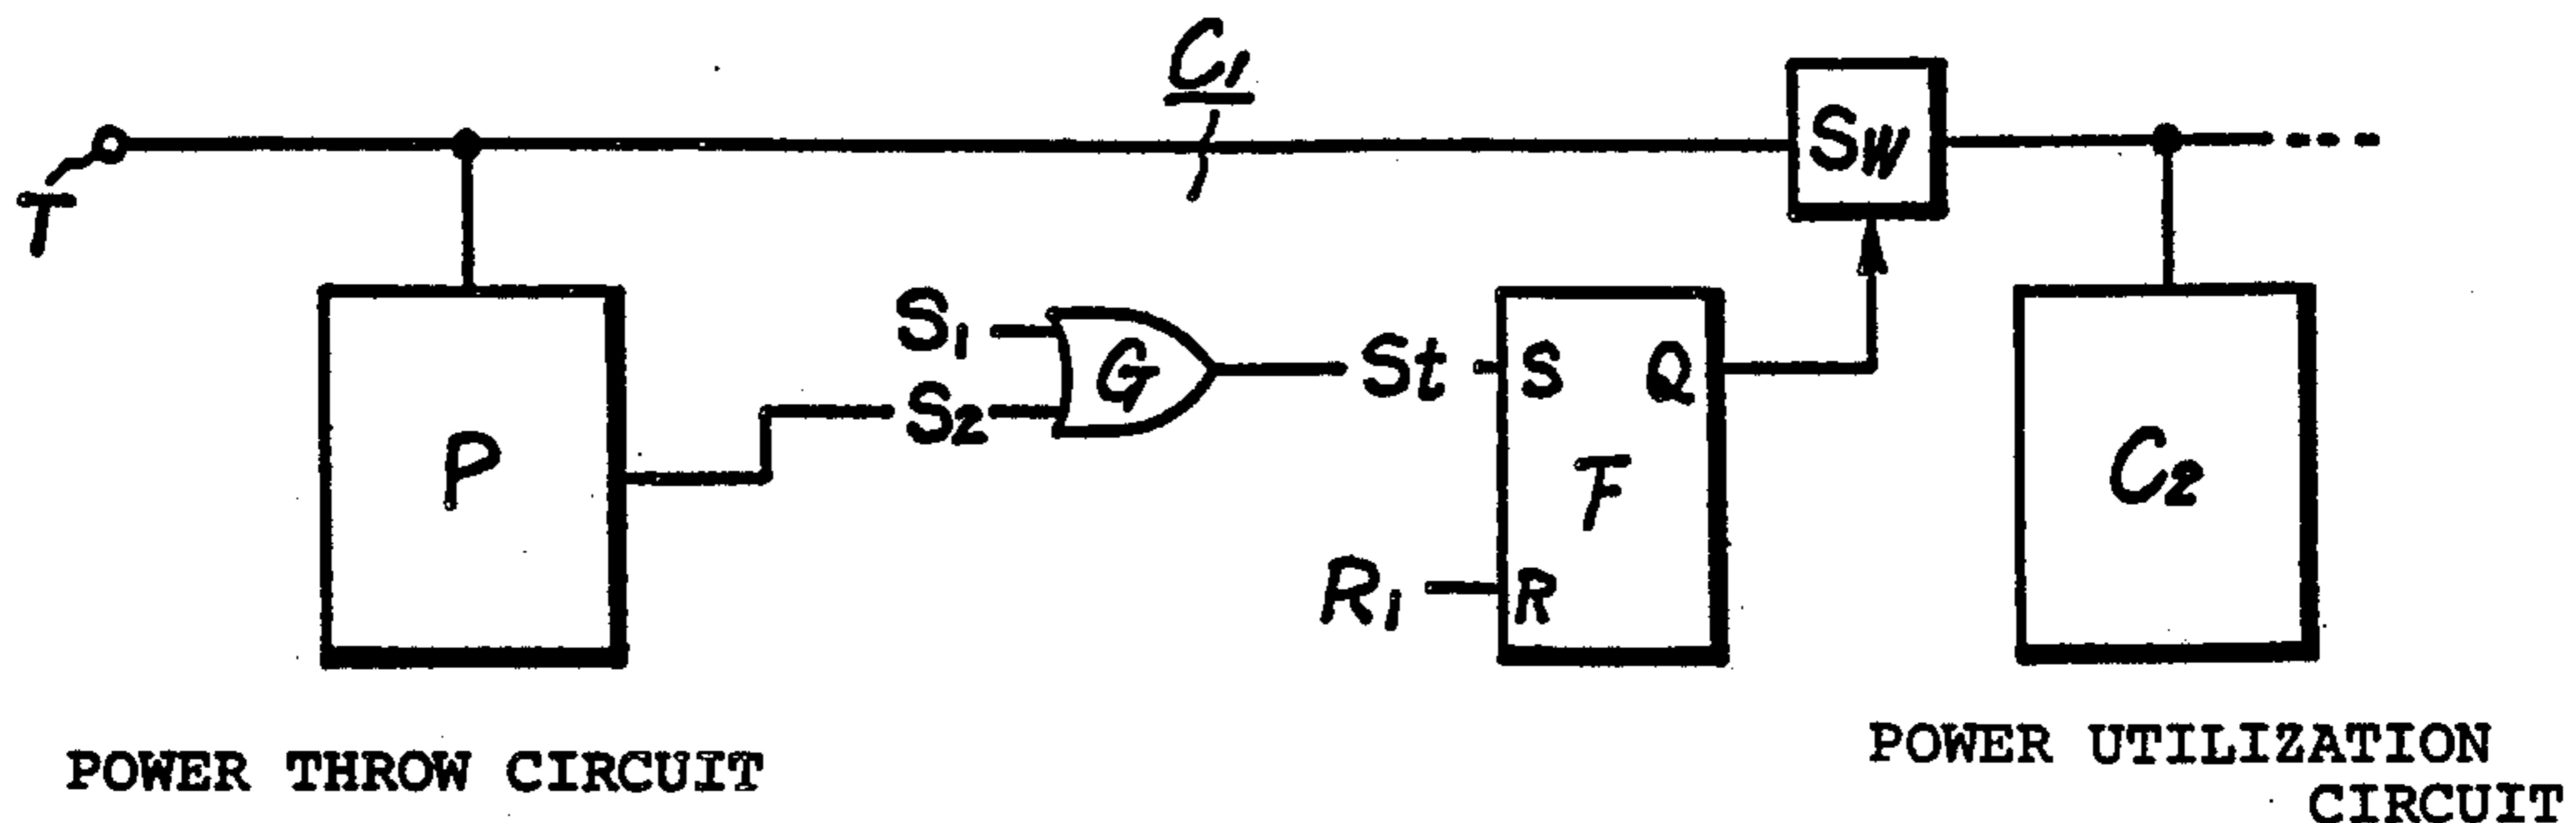 C1
SW
T
S1
G
St
S
Q
S2
P
F
C2
R1
R
POWER THROW CIRCUIT
POWER UTILIZATION
CIRCUIT